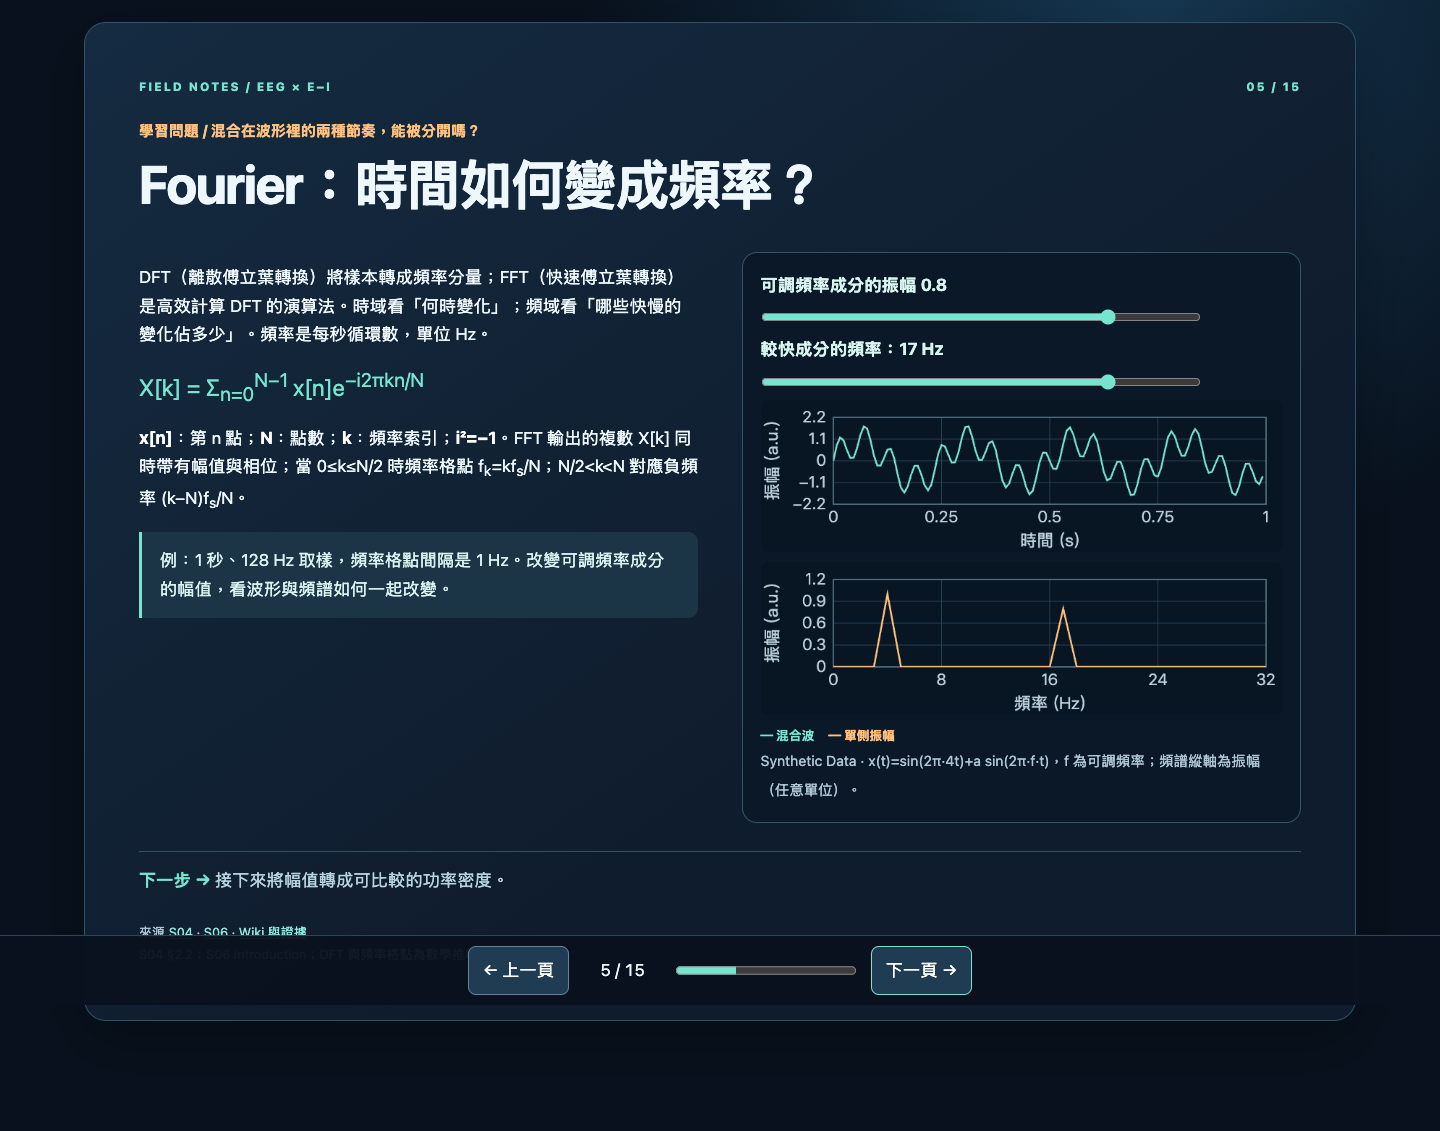 FIELD NOTES / EEG × E–I
05 / 15
學習問題 / 混合在波形裡的兩種節奏，能被分開嗎？
Fourier：時間如何變成頻率？
DFT（離散傅立葉轉換）將樣本轉成頻率分量；FFT（快速傅立葉轉換）
是高效計算 DFT 的演算法。時域看「何時變化」；頻域看「哪些快慢的
變化佔多少」。頻率是每秒循環數，單位 Hz。
X[k] = Σn=0N−1 x[n]e−i2πkn/N
x[n]：第 n 點；N：點數；k：頻率索引；i²=−1。FFT 輸出的複數 X[k] 同
時帶有幅值與相位；當 0≤k≤N/2 時頻率格點 fk=kfs/N；N/2<k<N 對應負頻
率 (k−N)fs/N。
例：1 秒、128 Hz 取樣，頻率格點間隔是 1 Hz。改變可調頻率成分
的幅值，看波形與頻譜如何一起改變。
可調頻率成分的振幅 0.8
較快成分的頻率：17 Hz
振幅 (a.u.)
2.2
1.1
0
−1.1
−2.2
0 0.25 0.5 0.75 1
時間 (s)
振幅 (a.u.)
1.2
0.9
0.6
0.3
0
0 8 16 24 32
頻率 (Hz)
— 混合波 — 單側振幅
Synthetic Data · x(t)=sin(2π·4t)+a sin(2π·f·t)，f 為可調頻率；頻譜縱軸為振幅
（任意單位）。
下一步 → 接下來將幅值轉成可比較的功率密度。
來源 S04 · S06 · Wiki 與證據
← 上一頁
5 / 15
下一頁 →